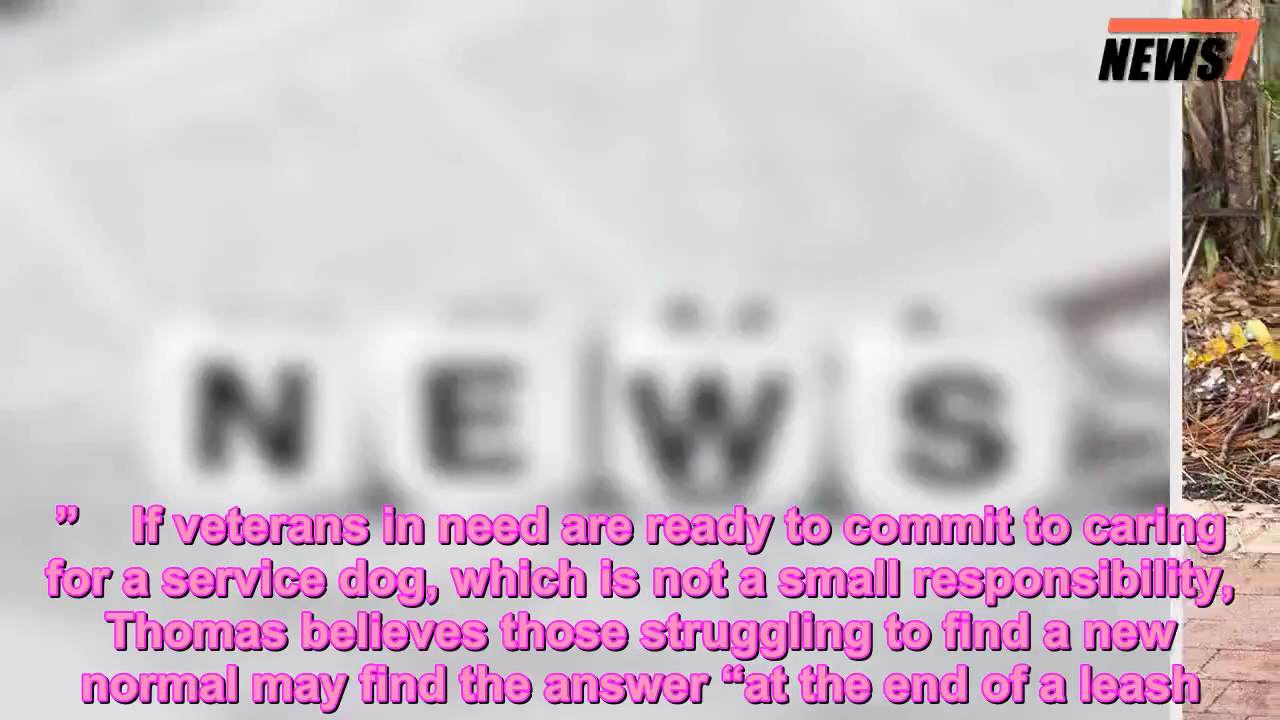 NEWS7
NEWS
” If veterans in need are ready to commit to caring
for a service dog, which is not a small responsibility,
Thomas believes those struggling to find a new
normal may find the answer “at the end of a leash